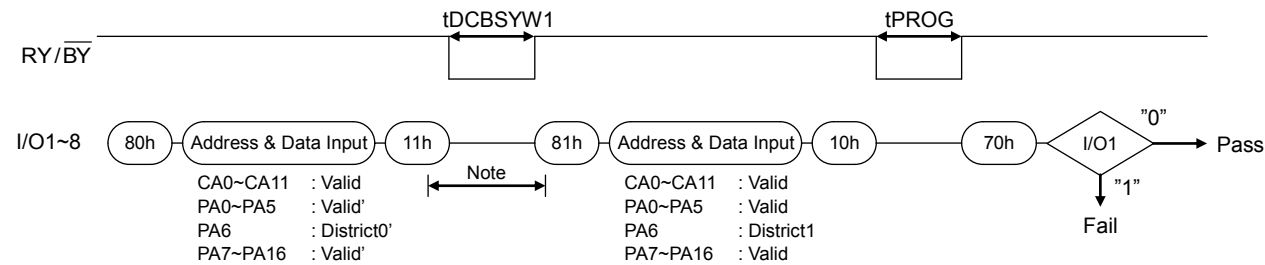 tDCBSYW1 tPROG
RY/BY
I/O1~8 80h Address & Data Input 11h 81h Address & Data Input 10h 70h I/O1 ”0” Pass
Note ”1”
CA0~CA11 : Valid CA0~CA11 : Valid
PA0~PA5 : Valid’ PA0~PA5 : Valid
Fail
PA6 : District0’ PA6 : District1
PA7~PA16 : Valid’ PA7~PA16 : Valid